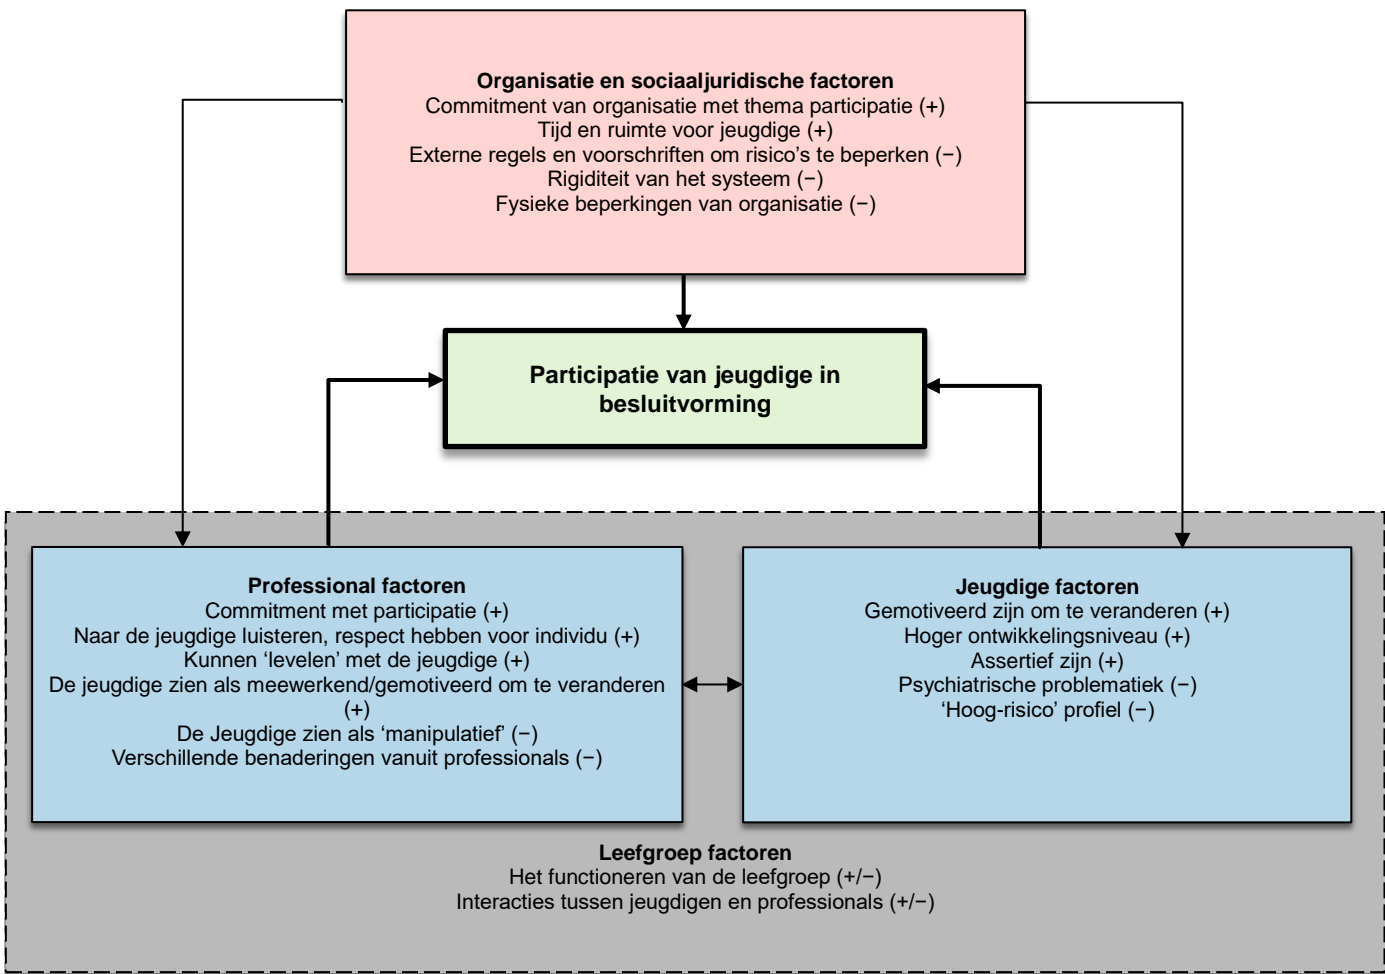 Organisatie en sociaaljuridische factoren
Commitment van organisatie met thema participatie (+)
Tijd en ruimte voor jeugdige (+)
Externe regels en voorschriften om risico’s te beperken (−)
Rigiditeit van het systeem (−)
Fysieke beperkingen van organisatie (−)
Participatie van jeugdige in
besluitvorming
Professional factoren
Commitment met participatie (+)
Naar de jeugdige luisteren, respect hebben voor individu (+)
Kunnen ‘levelen’ met de jeugdige (+)
De jeugdige zien als meewerkend/gemotiveerd om te veranderen
(+)
De Jeugdige zien als ‘manipulatief’ (−)
Verschillende benaderingen vanuit professionals (−)
Jeugdige factoren
Gemotiveerd zijn om te veranderen (+)
Hoger ontwikkelingsniveau (+)
Assertief zijn (+)
Psychiatrische problematiek (−)
‘Hoog-risico’ profiel (−)
Leefgroep factoren
Het functioneren van de leefgroep (+/−)
Interacties tussen jeugdigen en professionals (+/−)